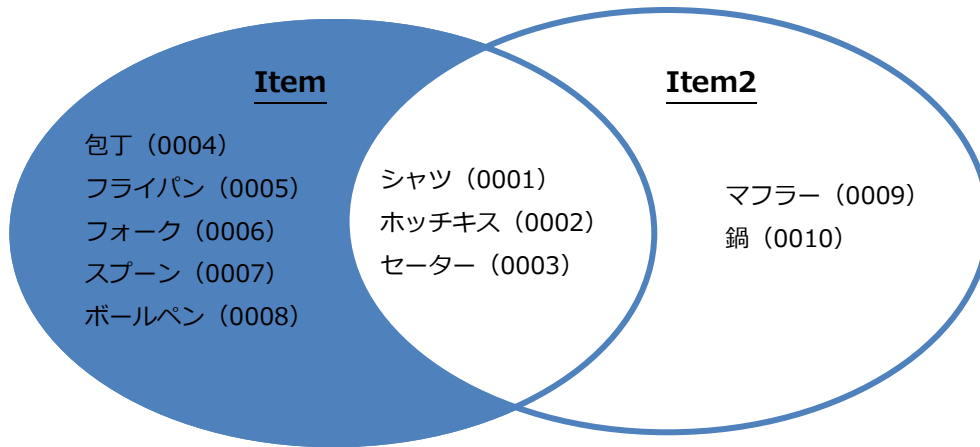 Item
包丁（0004）
フライパン（0005）
フォーク（0006）
スプーン（0007）
ボールペン（0008）
シャツ（0001）
ホッチキス（0002）
セーター（0003）
Item2
マフラー（0009）
鍋（0010）